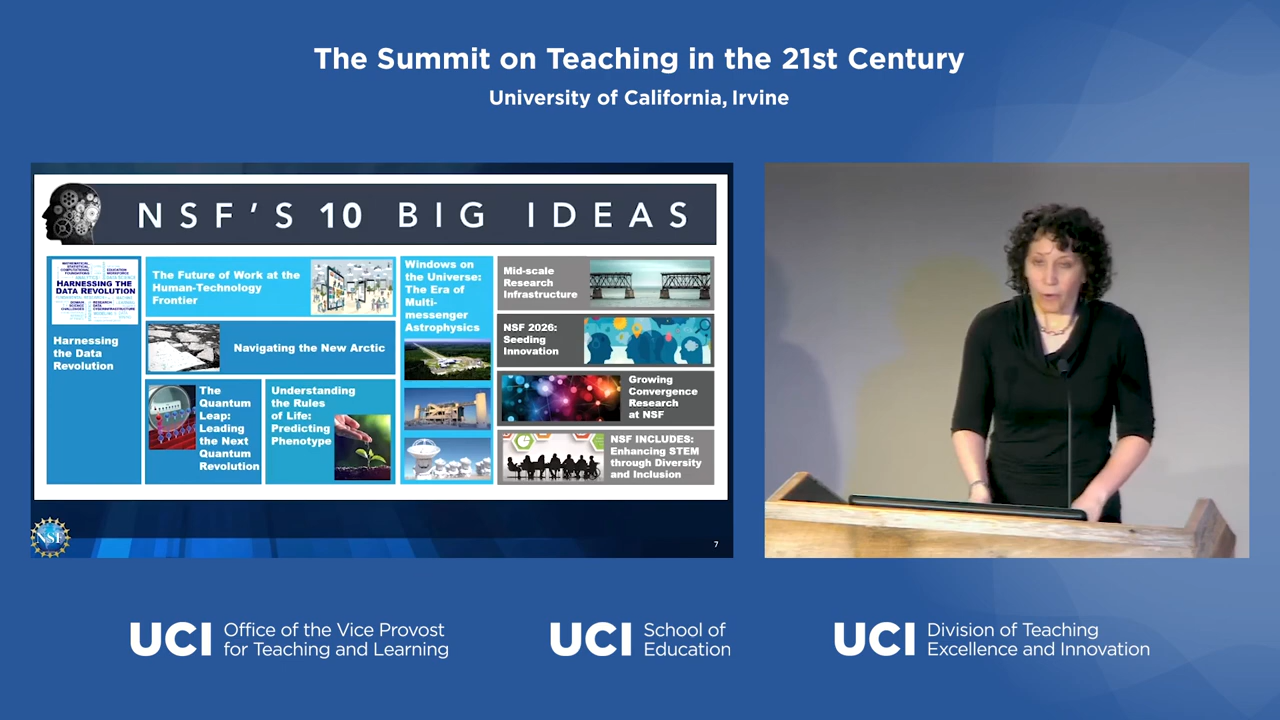 The Summit on Teaching in the 21st Century
University of California, Irvine
NSF'S 10 BIG IDEAS
HARNESSING THE
DATA REVOLUTION
Harnessing
the Data
Revolution
The Future of Work at the
Human-Technology
Frontier
Navigating the New Arctic
The
Quantum
Leap:
Leading
the Next
Quantum
Revolution
Understanding
the Rules
of Life:
Predicting
Phenotype
Windows on
the Universe:
The Era of
Multi-
messenger
Astrophysics
Mid-scale
Research
Infrastructure
NSF 2026:
Seeding
Innovation
Growing
Convergence
Research
at NSF
NSF INCLUDES:
Enhancing STEM
through Diversity
and Inclusion
NSF
7
UCI Office of the Vice Provost
for Teaching and Learning
UCI School of
Education
UCI Division of Teaching
Excellence and Innovation